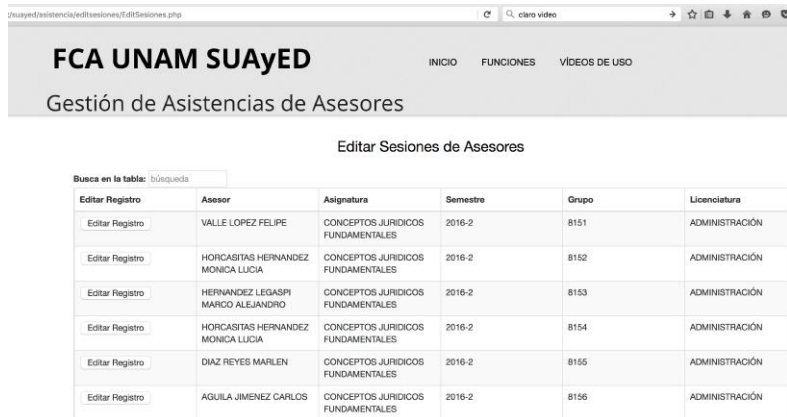 /suayed/asistencia/editsesiones/EditSesiones.php
claro video
FCA UNAM SUAyED
INICIO FUNCIONES VÍDEOS DE USO
Gestión de Asistencias de Asesores
Editar Sesiones de Asesores
Busca en la tabla: búsqueda
Editar Registro Asesor Asignatura Semestre Grupo Licenciatura
Editar Registro VALLE LOPEZ FELIPE CONCEPTOS JURIDICOS 2016-2 8151 ADMINISTRACIÓN
FUNDAMENTALES
Editar Registro HORCASITAS HERNANDEZ CONCEPTOS JURIDICOS 2016-2 8152 ADMINISTRACIÓN
MONICA LUCIA FUNDAMENTALES
Editar Registro HERNANDEZ LEGASPI CONCEPTOS JURIDICOS 2016-2 8153 ADMINISTRACIÓN
MARCO ALEJANDRO FUNDAMENTALES
Editar Registro HORCASITAS HERNANDEZ CONCEPTOS JURIDICOS 2016-2 8154 ADMINISTRACIÓN
MONICA LUCIA FUNDAMENTALES
Editar Registro DIAZ REYES MARLEN CONCEPTOS JURIDICOS 2016-2 8155 ADMINISTRACIÓN
FUNDAMENTALES
Editar Registro AGUILA JIMENEZ CARLOS CONCEPTOS JURIDICOS 2016-2 8156 ADMINISTRACIÓN
FUNDAMENTALES